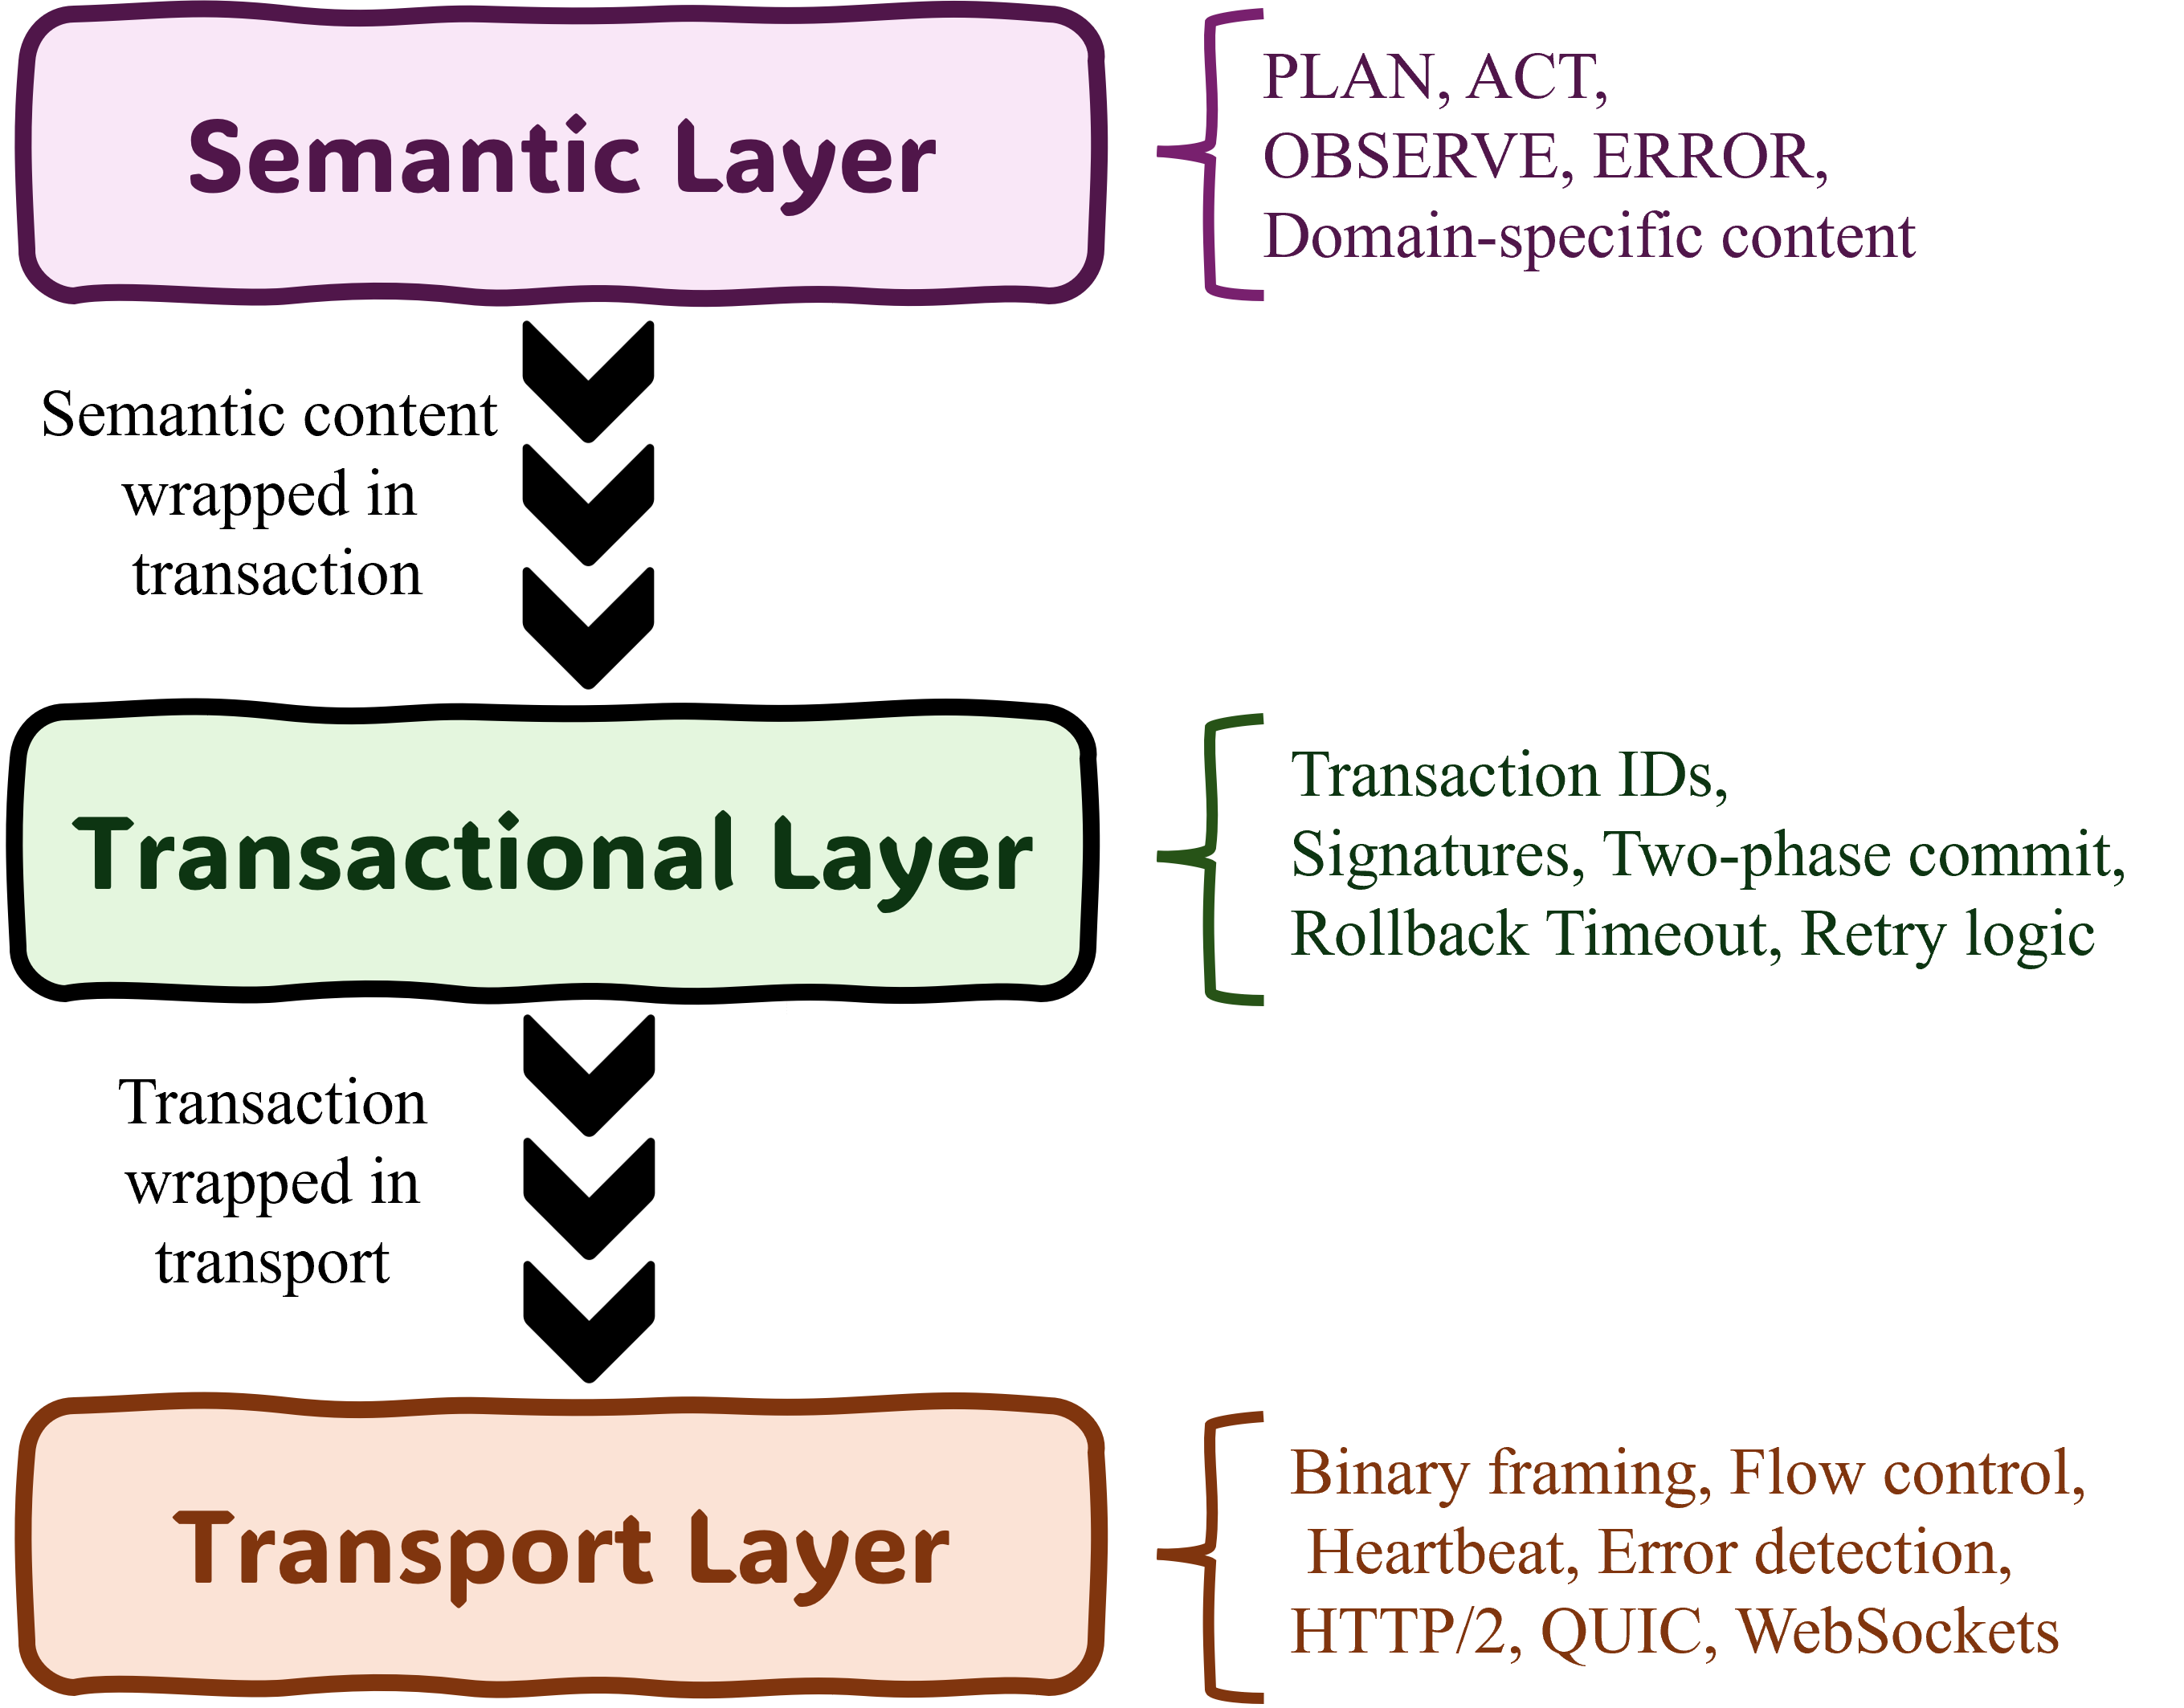 Semantic Layer
PLAN, ACT,
OBSERVE, ERROR,
Domain-specific content
Semantic content
wrapped in
transaction
Transactional Layer
Transaction IDs,
Signatures, Two-phase commit,
Rollback Timeout, Retry logic
Transaction
wrapped in
transport
Transport Layer
Binary framing, Flow control,
Heartbeat, Error detection,
HTTP/2, QUIC, WebSockets